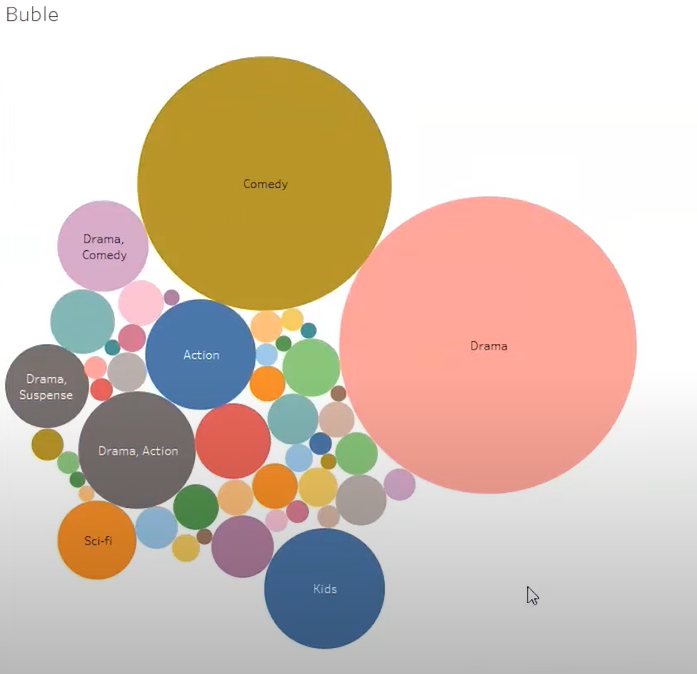 Buble
Comedy
Drama,
Comedy
Drama
Action
Drama,
Suspense
Drama, Action
Sci-fi
Kids